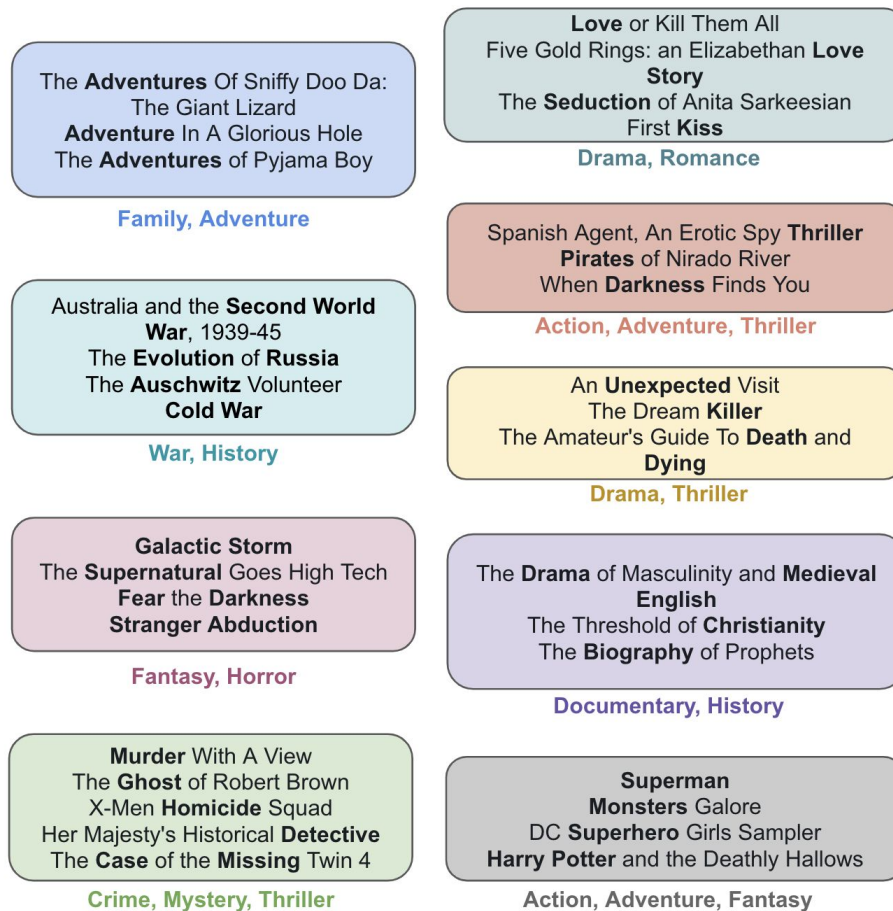 The Adventures Of Sniffy Doo Da:
The Giant Lizard
Adventure In A Glorious Hole
The Adventures of Pyjama Boy
Family, Adventure
Australia and the Second World
War, 1939-45
The Evolution of Russia
The Auschwitz Volunteer
Cold War
War, History
Galactic Storm
The Supernatural Goes High Tech
Fear the Darkness
Stranger Abduction
Fantasy, Horror
Murder With A View
The Ghost of Robert Brown
X-Men Homicide Squad
Her Majesty's Historical Detective
The Case of the Missing Twin 4
Crime, Mystery, Thriller
Love or Kill Them All
Five Gold Rings: an Elizabethan Love
Story
The Seduction of Anita Sarkeesian
First Kiss
Drama, Romance
Spanish Agent, An Erotic Spy Thriller
Pirates of Nirado River
When Darkness Finds You
Action, Adventure, Thriller
An Unexpected Visit
The Dream Killer
The Amateur's Guide To Death and
Dying
Drama, Thriller
The Drama of Masculinity and Medieval
English
The Threshold of Christianity
The Biography of Prophets
Documentary, History
Superman
Monsters Galore
DC Superhero Girls Sampler
Harry Potter and the Deathly Hallows
Action, Adventure, Fantasy